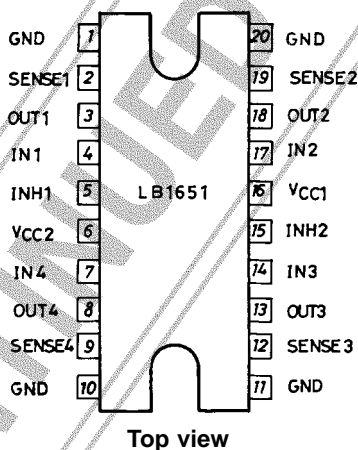 GND 1 20 GND
SENSE1 2 19 SENSE2
OUT1 3 18 OUT2
IN1 4 17 IN2
INH1 5 LB1651 16 VCC1
VCC2 6 15 INH2
IN4 7 14 IN3
OUT4 8 13 OUT3
SENSE4 9 12 SENSE3
GND 10 11 GND
Top view